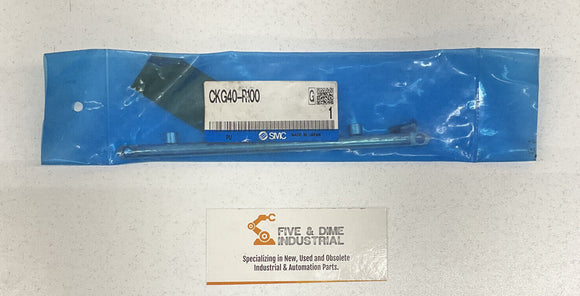 CKG40-R100
G
1
PU SMC MADE IN JAPAN
FIVE & DIME
INDUSTRIAL
Specializing in New, Used and Obsolete
Industrial & Automation Parts.